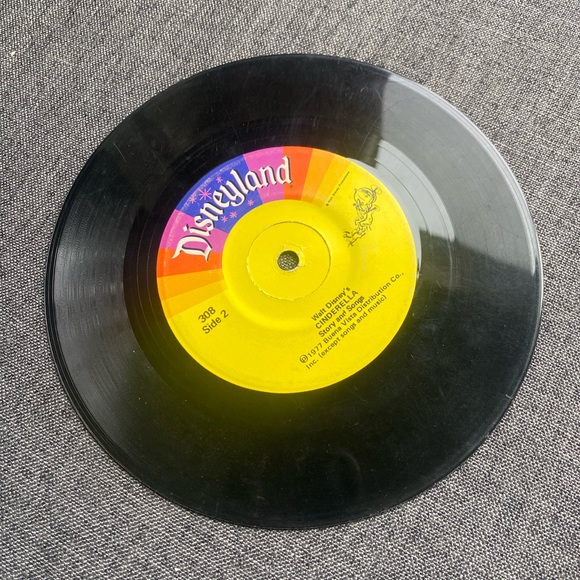 Disneyland
308
Side 2
Walt Disney's
CINDERELLA
Story and Songs
℗1977 Buena Vista Distribution Co.,
Inc. (except songs and music)